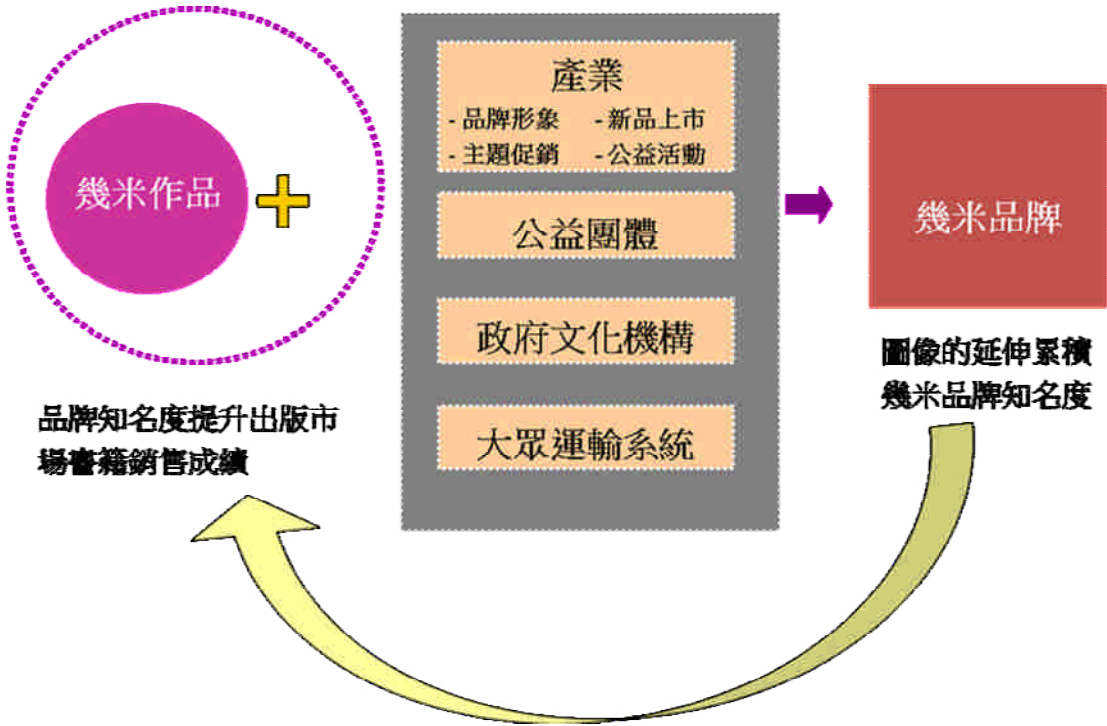 幾米作品
品牌知名度提升出版市
場書籍銷售成績
產業
- 品牌形象 - 新品上市
- 主題促銷 - 公益活動
公益團體
政府文化機構
大眾運輸系統
幾米品牌
圖像的延伸累積
幾米品牌知名度